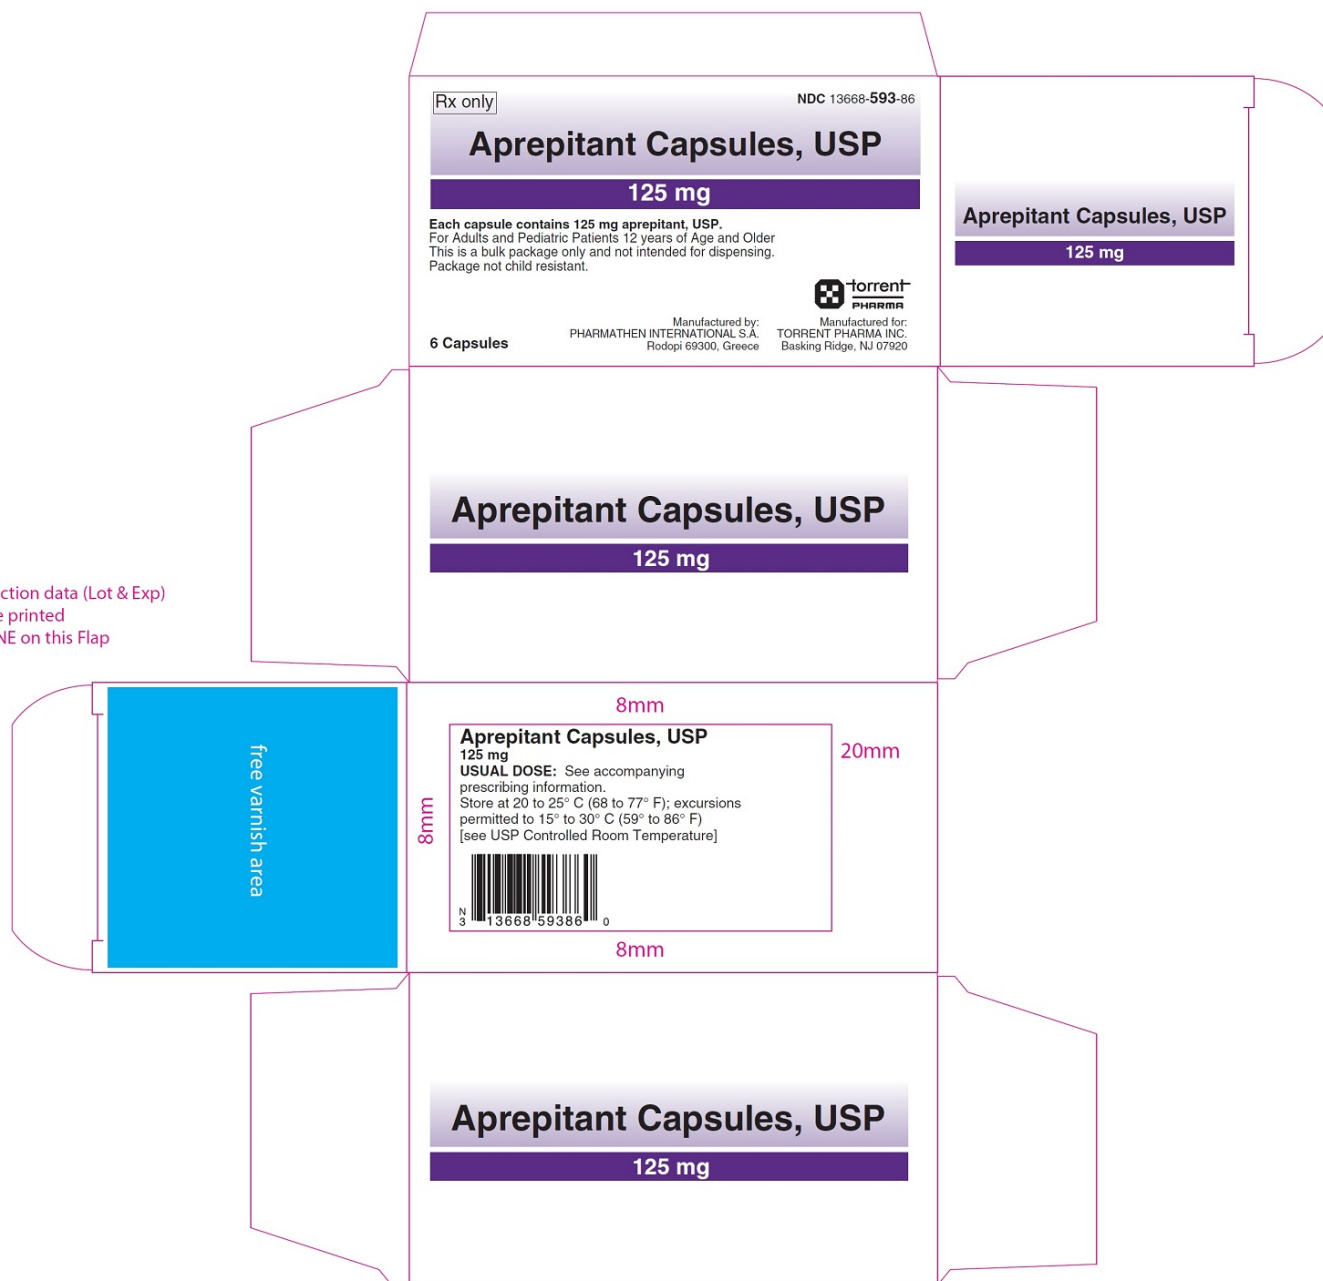 Rx only
NDC 13668-593-86
Aprepitant Capsules, USP
125 mg
Each capsule contains 125 mg aprepitant, USP.
For Adults and Pediatric Patients 12 years of Age and Older
This is a bulk package only and not intended for dispensing.
Package not child resistant.
torrent
PHARMA
6 Capsules
Manufactured by:
PHARMATHEN INTERNATIONAL S.A.
Rodopi 69300, Greece
Manufactured for:
TORRENT PHARMA INC.
Basking Ridge, NJ 07920
Aprepitant Capsules, USP
125 mg
Aprepitant Capsules, USP
125 mg
(Lot & Exp)
printed
on this Flap
free varnish area
8mm
8mm
20mm
Aprepitant Capsules, USP
125 mg
USUAL DOSE: See accompanying
prescribing information.
Store at 20 to 25° C (68 to 77° F); excursions
permitted to 15° to 30° C (59° to 86° F)
[see USP Controlled Room Temperature]
N
3 13668 59386 0
8mm
Aprepitant Capsules, USP
125 mg